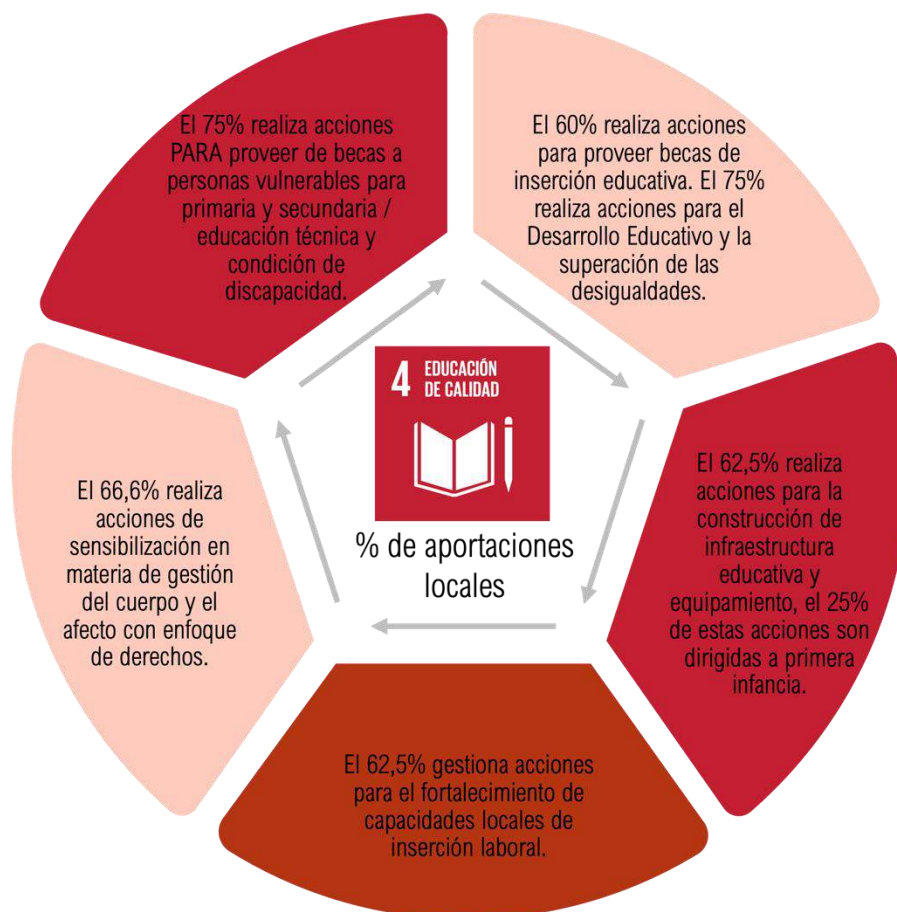 El 75% realiza acciones
PARA proveer de becas a
personas vulnerables para
primaria y secundaria /
educación técnica y
condición de
discapacidad.
El 60% realiza acciones
para proveer becas de
inserción educativa. El 75%
realiza acciones para el
Desarrollo Educativo y la
superación de las
desigualdades.
El 62,5% realiza
acciones para la
construcción de
infraestructura
educativa y
equipamiento, el 25%
de estas acciones son
dirigidas a primera
infancia.
El 62,5% gestiona acciones
para el fortalecimiento de
capacidades locales de
inserción laboral.
El 66,6% realiza
acciones de
sensibilización en
materia de gestión
del cuerpo y el
afecto con enfoque
de derechos.
4 EDUCACIÓN
DE CALIDAD
% de aportaciones
locales